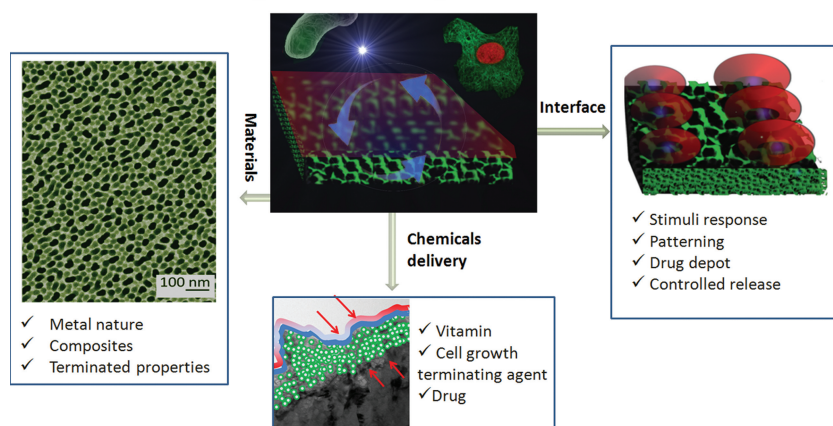 Materials
100 nm
✓ Metal nature
✓ Composites
✓ Terminated properties
Chemicals
delivery
✓ Vitamin
✓ Cell growth
terminating agent
✓Drug
Interface
✓ Stimuli response
✓ Patterning
✓ Drug depot
✓ Controlled release